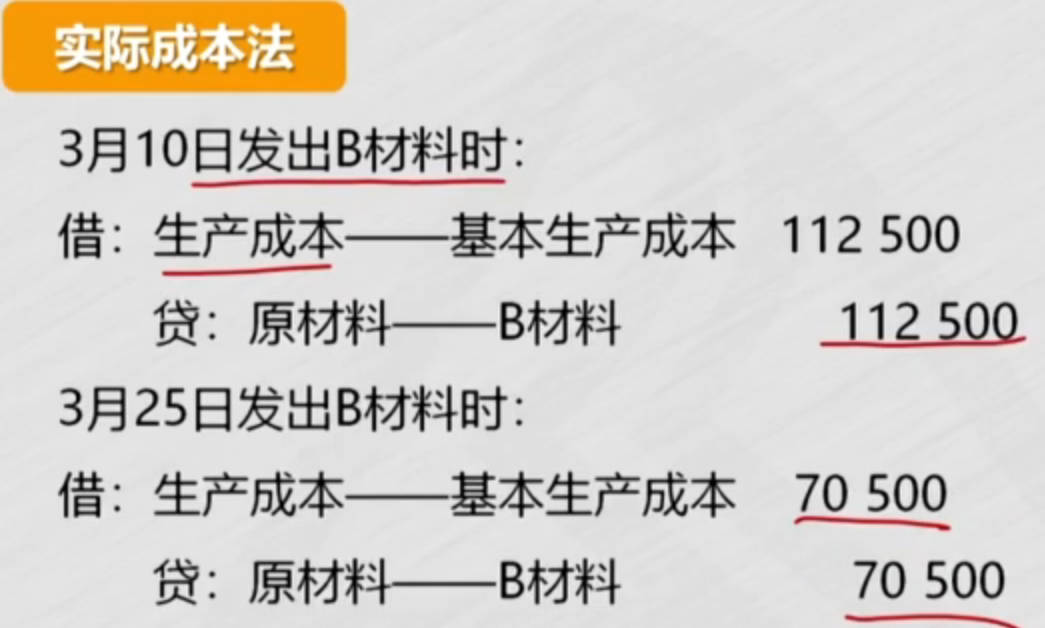 实际成本法
3月10日发出B材料时：
借：生产成本——基本生产成本 112 500
贷：原材料——B材料 112 500
3月25日发出B材料时：
借：生产成本——基本生产成本 70 500
贷：原材料——B材料 70 500